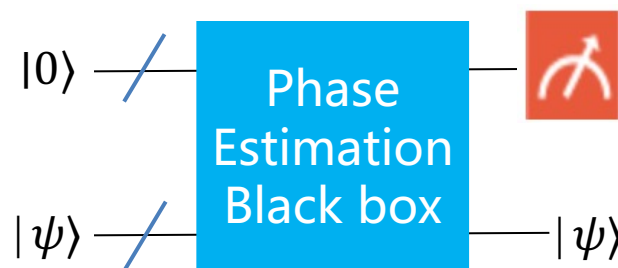 |0⟩
Phase
Estimation
Black box
|ψ⟩ |ψ⟩